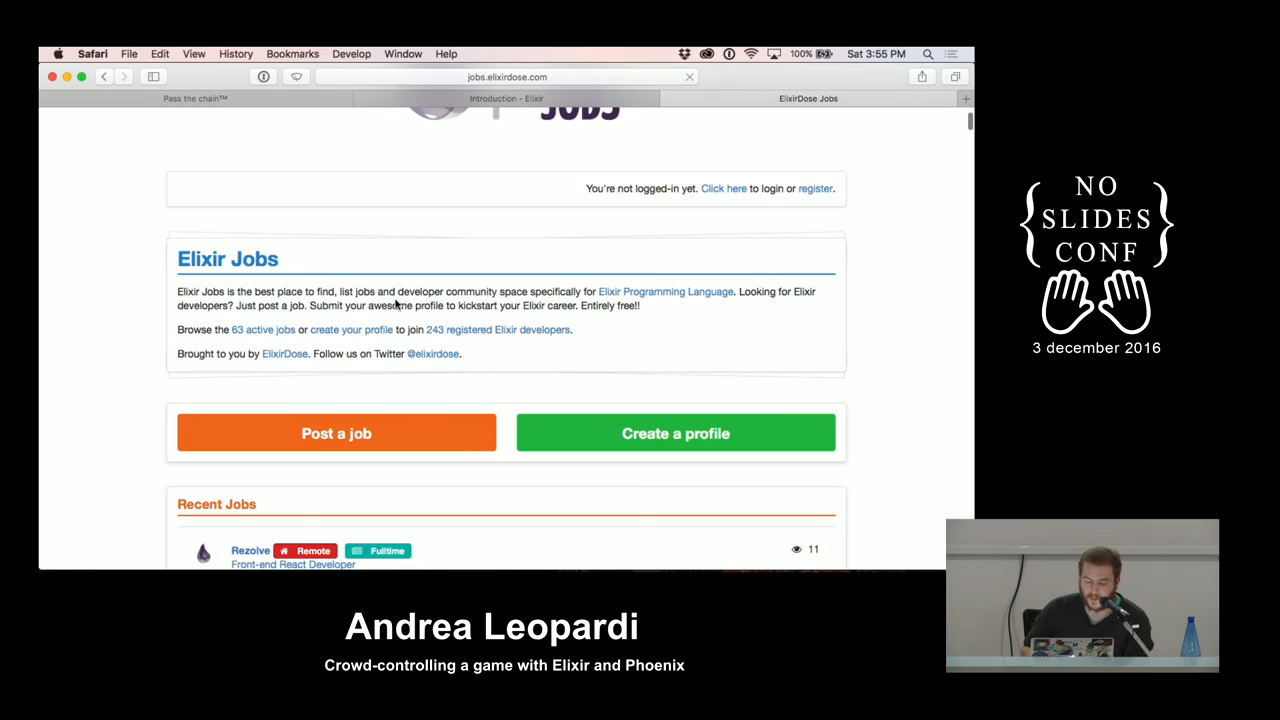 Safari File Edit View History Bookmarks Develop Window Help 100% Sat 3:55 PM
jobs.elixirdose.com
Pass the chain™ Introduction - Elixir ElixirDose Jobs
JOBS
You're not logged-in yet. Click here to login or register.
Elixir Jobs
Elixir Jobs is the best place to find, list jobs and developer community space specifically for Elixir Programming Language. Looking for Elixir
developers? Just post a job. Submit your awesome profile to kickstart your Elixir career. Entirely free!!
Browse the 63 active jobs or create your profile to join 243 registered Elixir developers.
Brought to you by ElixirDose. Follow us on Twitter @elixirdose.
Post a job Create a profile
Recent Jobs
Rezolve Remote Fulltime 11
Front-end React Developer
NO
SLIDES
CONF
3 december 2016
Andrea Leopardi
Crowd-controlling a game with Elixir and Phoenix